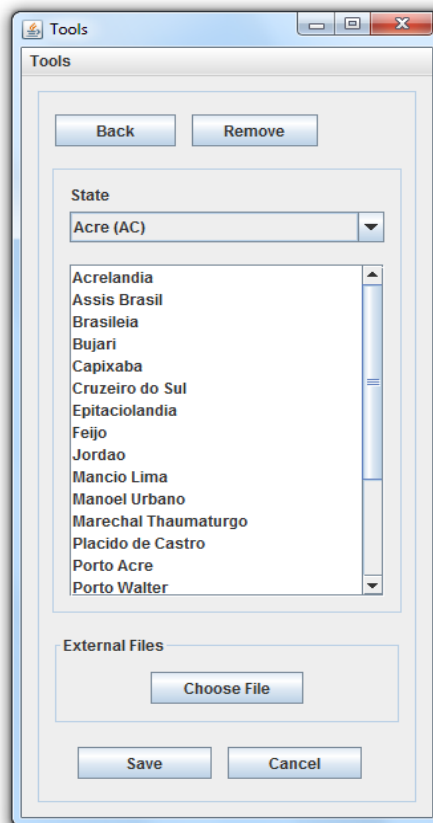 Tools
Tools
Back Remove
State
Acre (AC)
Acrelandia
Assis Brasil
Brasileia
Bujari
Capixaba
Cruzeiro do Sul
Epitaciolandia
Feijo
Jordao
Mancio Lima
Manoel Urbano
Marechal Thaumaturgo
Placido de Castro
Porto Acre
Porto Walter
External Files
Choose File
Save Cancel